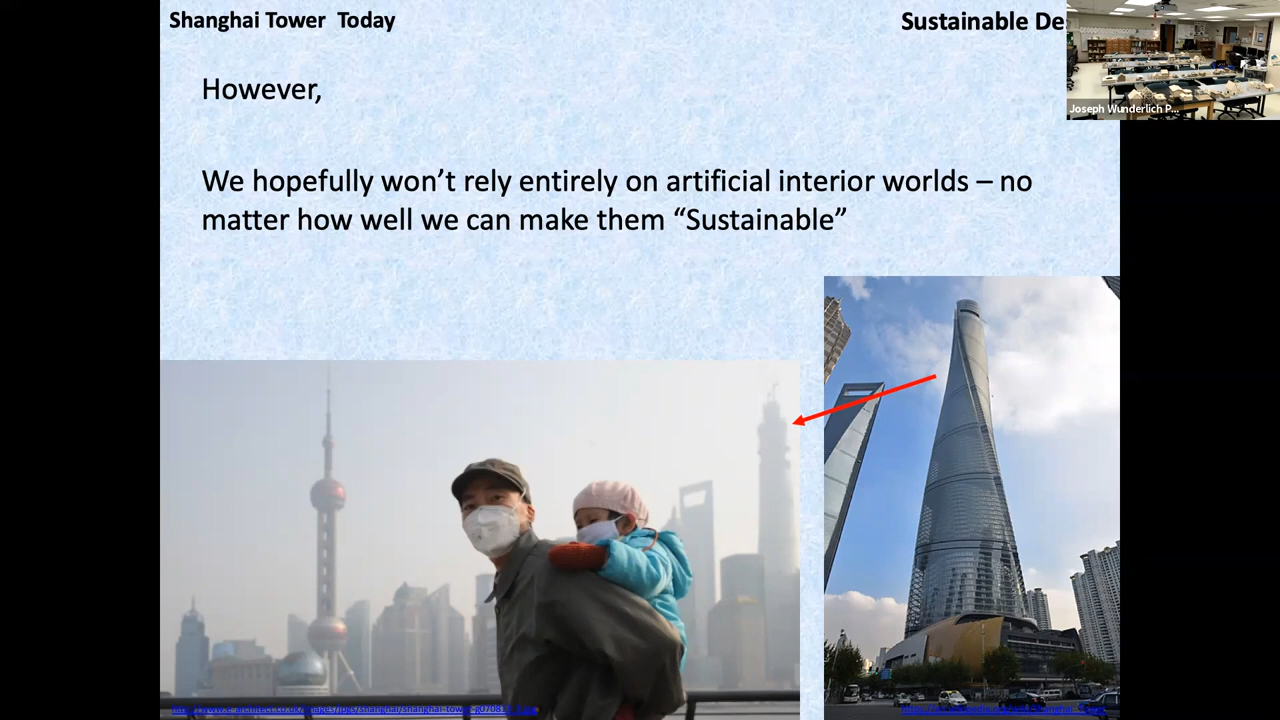 Shanghai Tower  Today
Sustainable De
Joseph Wunderlich P...
However,
We hopefully won’t rely entirely on artificial interior worlds – no
matter how well we can make them “Sustainable”